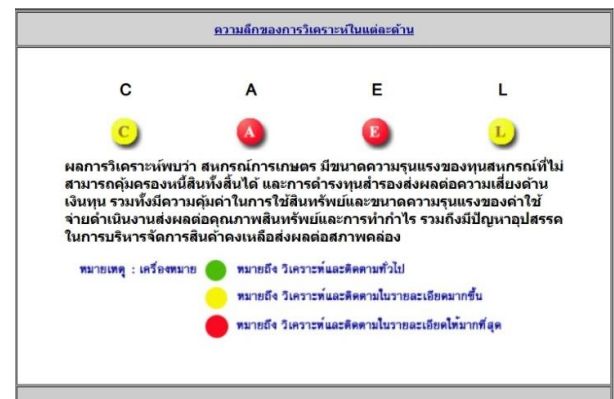 ความลึกของการวิเคราะห์ในแต่ละด้าน
C A E L
C A E L
ผลการวิเคราะห์พบว่า สหกรณ์การเกษตร มีขนาดความรุนแรงของทุนสหกรณ์ที่ไม่
สามารถคุ้มครองหนี้สินทั้งสิ้นได้ และการดำรงทุนสำรองส่งผลต่อความเสี่ยงด้าน
เงินทุน รวมทั้งมีความคุ้มค่าในการใช้สินทรัพย์และขนาดความรุนแรงของค่าใช้
จ่ายดำเนินงานส่งผลต่อคุณภาพสินทรัพย์และการทำกำไร รวมถึงมีปัญหาอุปสรรค
ในการบริหารจัดการสินค้าคงเหลือส่งผลต่อสภาพคล่อง
หมายเหตุ : เครื่องหมาย หมายถึง วิเคราะห์และติดตามทั่วไป
หมายถึง วิเคราะห์และติดตามในรายละเอียดมากขึ้น
หมายถึง วิเคราะห์และติดตามในรายละเอียดให้มากที่สุด